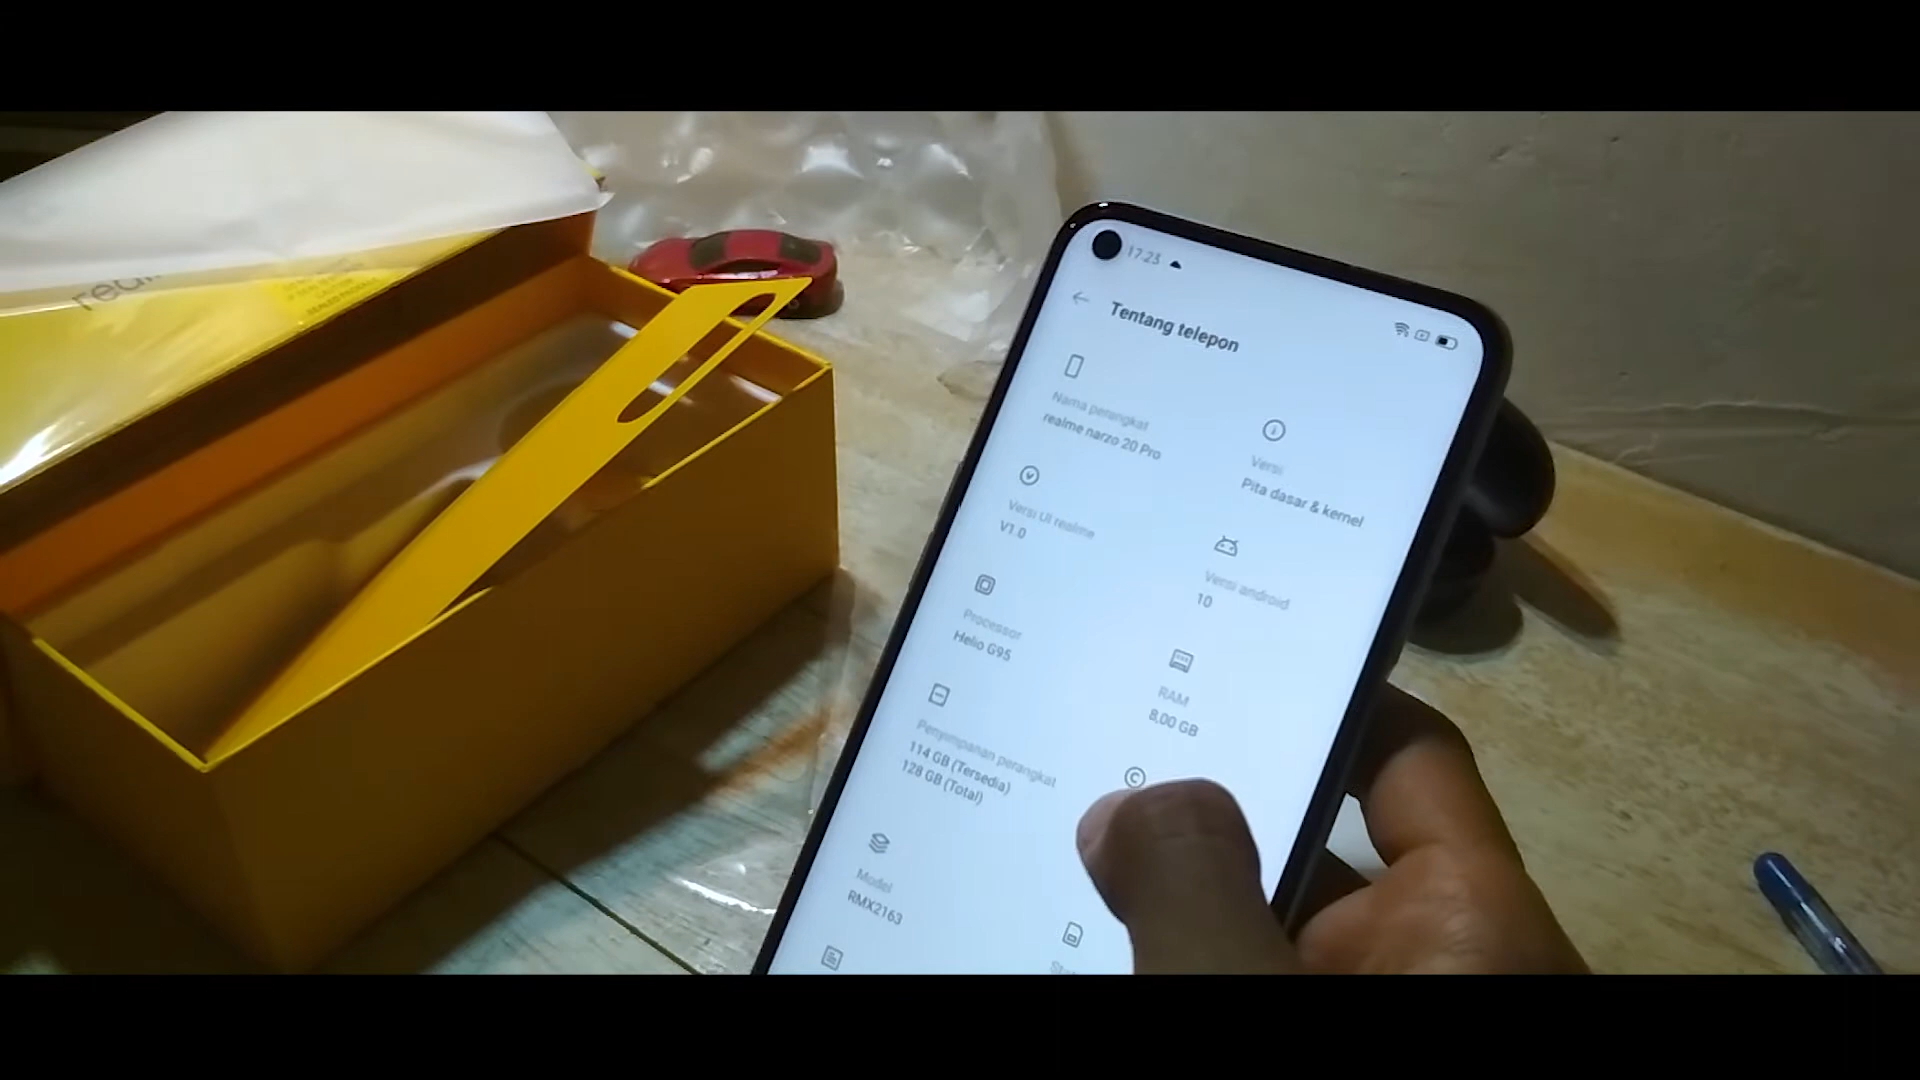 17:23
Tentang telepon
Nama perangkat
realme narzo 20 Pro
Versi
Pita dasar & kernel
Versi UI realme
V1.0
Versi android
10
Processor
Helio G95
RAM
8,00 GB
Penyimpanan perangkat
114 GB (Tersedia)
128 GB (Total)
Model
RMX2163